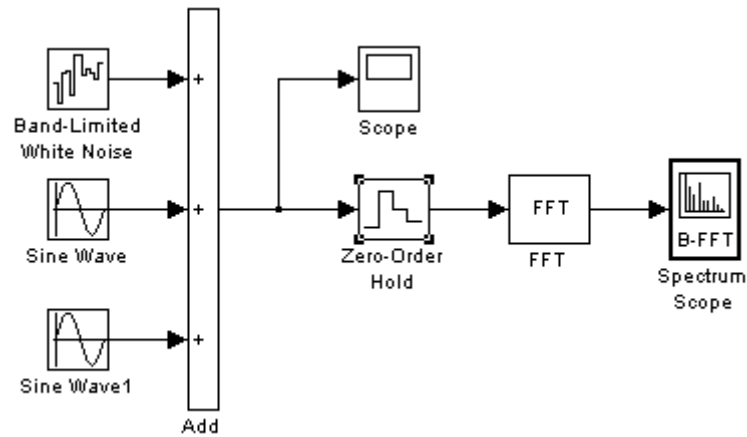 +
Band-Limited
White Noise
Scope
+
Sine Wave
Zero-Order
Hold
FFT
FFT
B-FFT
Spectrum
Scope
+
Sine Wave1
Add